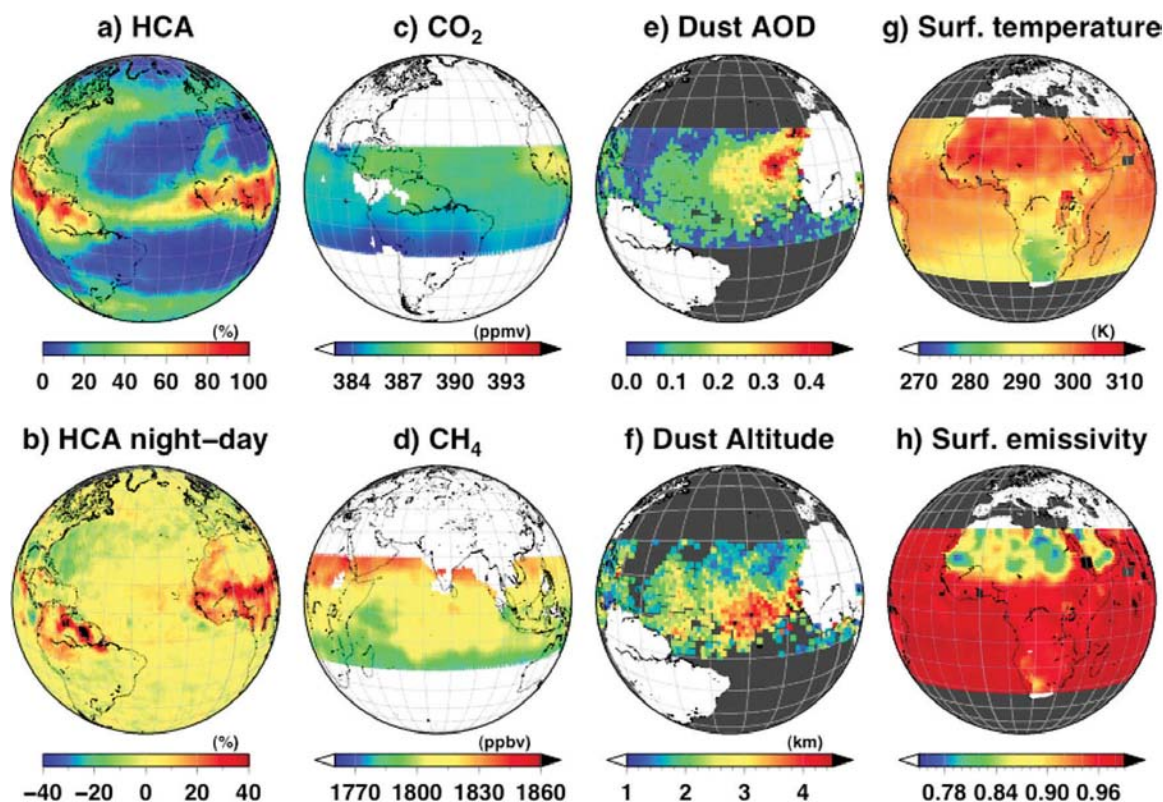 a) HCA
c) CO₂
e) Dust AOD
g) Surf. temperature
(%)
(ppmv)
(K)
0 20 40 60 80 100
384 387 390 393
0.0 0.1 0.2 0.3 0.4
270 280 290 300 310
b) HCA night–day
d) CH₄
f) Dust Altitude
h) Surf. emissivity
(%)
(ppbv)
(km)
−40 −20 0 20 40
1770 1800 1830 1860
1 2 3 4
0.78 0.84 0.90 0.96